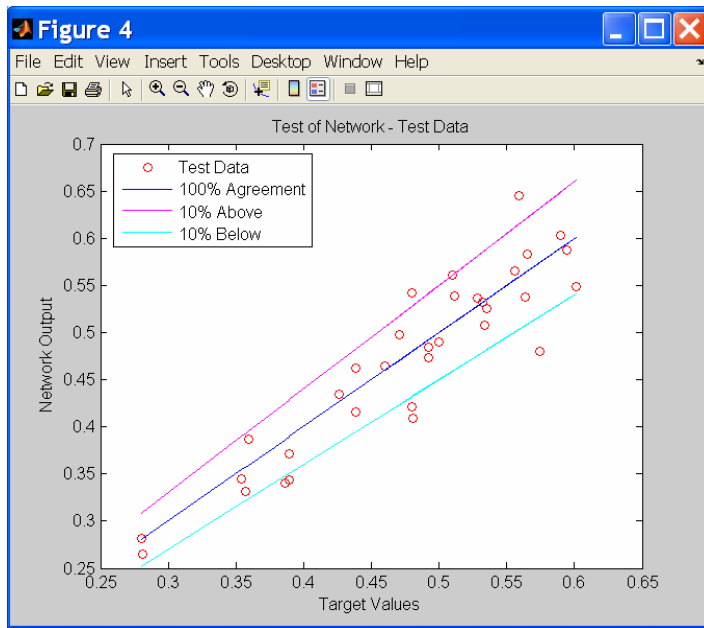 Figure 4
File Edit View Insert Tools Desktop Window Help
Test of Network - Test Data
Test Data
100% Agreement
10% Above
10% Below
Network Output
0.7
0.65
0.6
0.55
0.5
0.45
0.4
0.35
0.3
0.25
0.25 0.3 0.35 0.4 0.45 0.5 0.55 0.6 0.65
Target Values